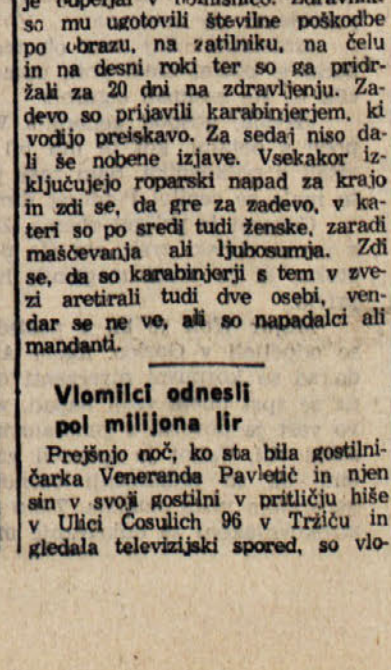 so mu ugotovili številne poškodbe
po obrazu, na zatilniku, na čelu
in na desni roki ter so ga pridr-
žali za 20 dni na zdravljenju. Za-
devo so prijavili karabinjerjem, ki
vodijo preiskavo. Za sedaj niso da-
li še nobene izjave. Vsekakor iz-
ključujejo roparski napad za krajo
in zdi se, da gre za zadevo, v ka-
teri so po sredi tudi ženske, zaradi
maščevanja ali ljubosumja. Zdi
se, da so karabinjerji s tem v zve-
zi aretirali tudi dve osebi, ven-
dar se ne ve, ali so napadalci ali
mandanti.
Vlomilci odnesli
pol milijona lir
Prejšnjo noč, ko sta bila gostilni-
čarka Veneranda Pavletič in njen
sin v svoji gostilni v pritličju hiše
v Ulici Cosulich 96 v Tržiču in
gledala televizijski spored, so vlo-